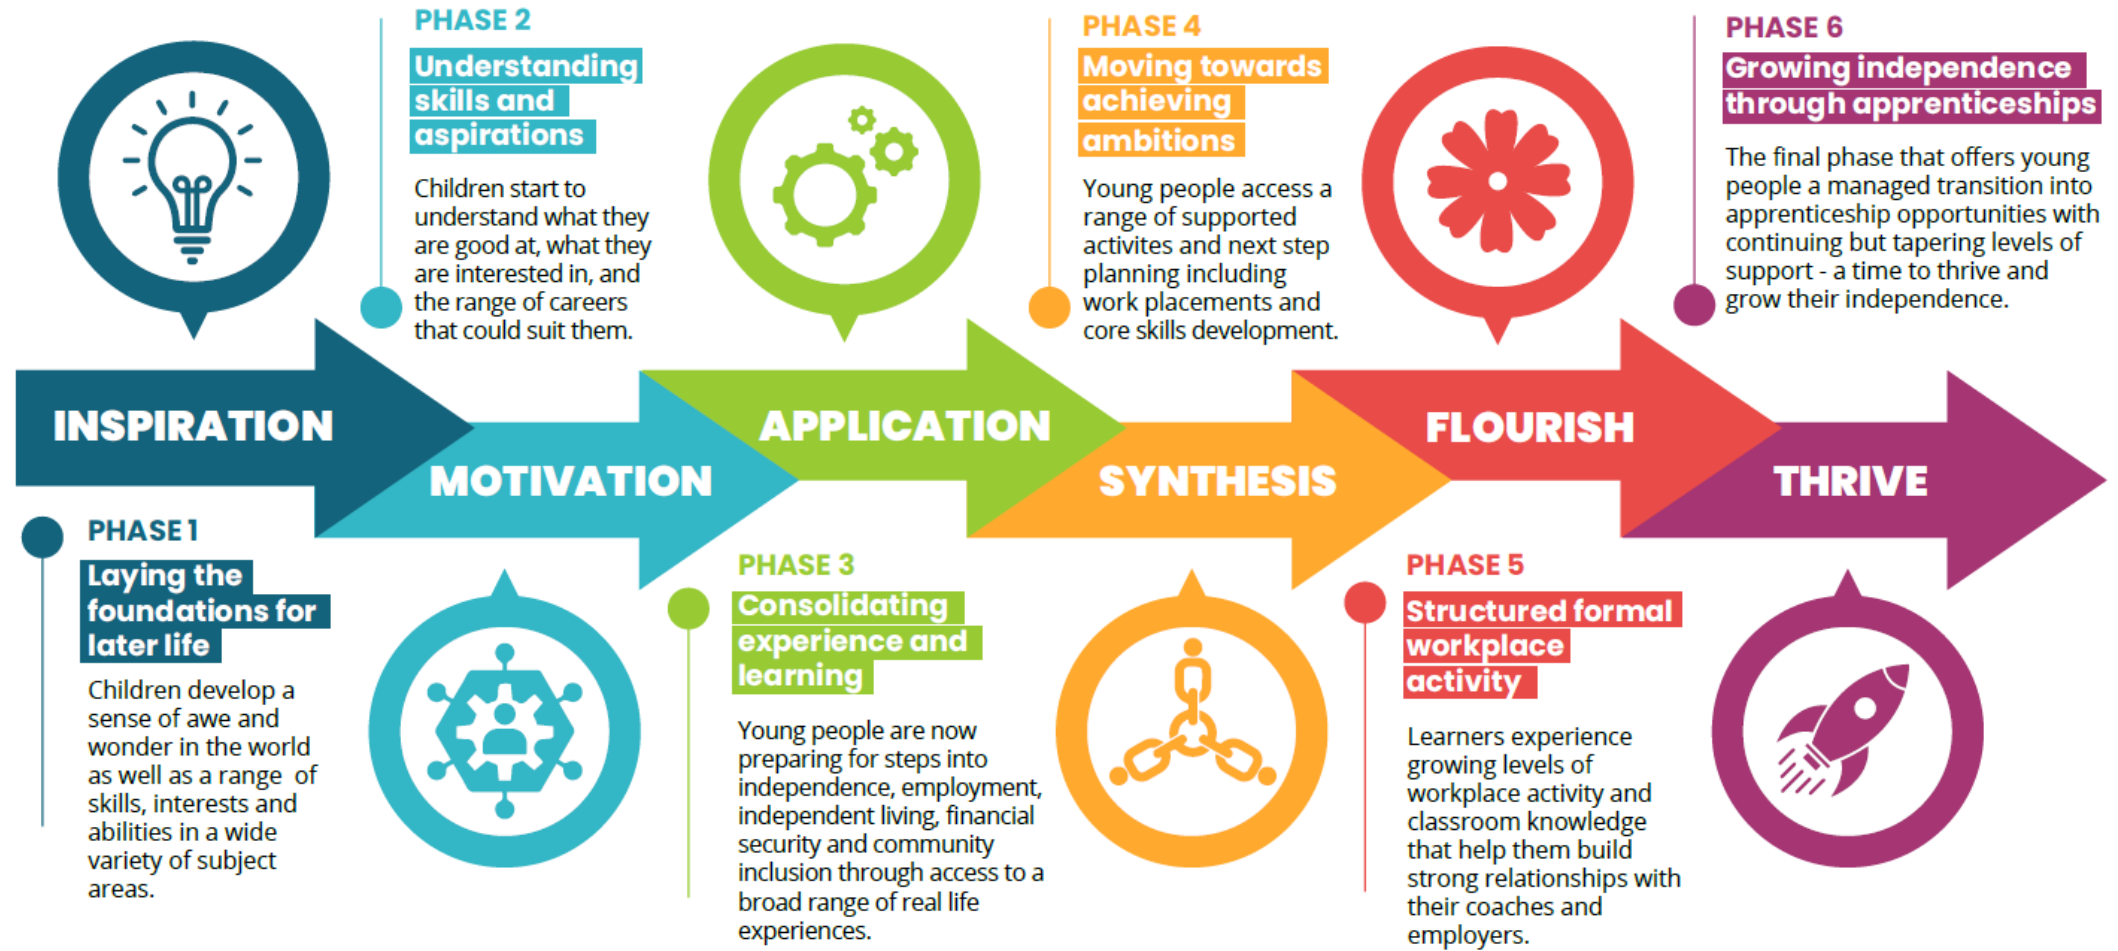 INSPIRATION
PHASE 1
Laying the
foundations for
later life
Children develop a
sense of awe and
wonder in the world
as well as a range of
skills, interests and
abilities in a wide
variety of subject
areas.
MOTIVATION
PHASE 2
Understanding
skills and
aspirations
Children start to
understand what they
are good at, what they
are interested in, and
the range of careers
that could suit them.
APPLICATION
PHASE 3
Consolidating
experience and
learning
Young people are now
preparing for steps into
independence, employment,
independent living, financial
security and community
inclusion through access to a
broad range of real life
experiences.
SYNTHESIS
PHASE 4
Moving towards
achieving
ambitions
Young people access a
range of supported
activites and next step
planning including
work placements and
core skills development.
FLOURISH
PHASE 5
Structured formal
workplace
activity
Learners experience
growing levels of
workplace activity and
classroom knowledge
that help them build
strong relationships with
their coaches and
employers.
THRIVE
PHASE 6
Growing independence
through apprenticeships
The final phase that offers young
people a managed transition into
apprenticeship opportunities with
continuing but tapering levels of
support - a time to thrive and
grow their independence.